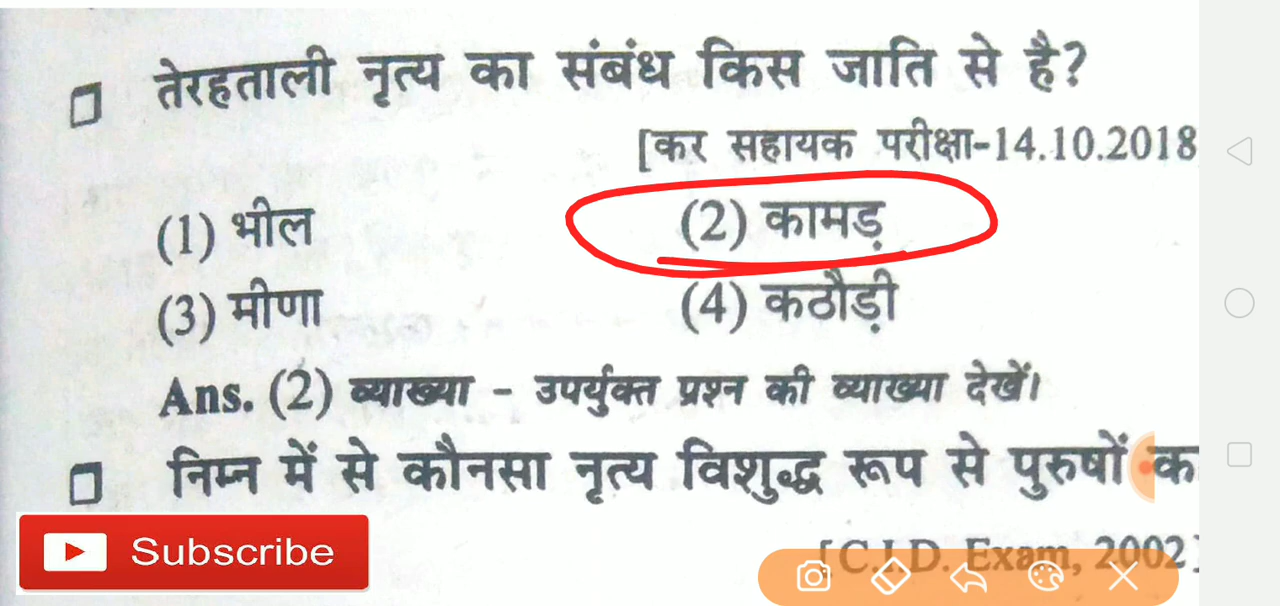 तेरहताली नृत्य का संबंध किस जाति से है?
[कर सहायक परीक्षा-14.10.2018
(1) भील
(2) कामड़
(3) मीणा
(4) कठौड़ी
Ans. (2) व्याख्या - उपर्युक्त प्रश्न की व्याख्या देखें।
निम्न में से कौनसा नृत्य विशुद्ध रूप से पुरुषों क
Subscribe
[C.I.D. Exam, 2002]